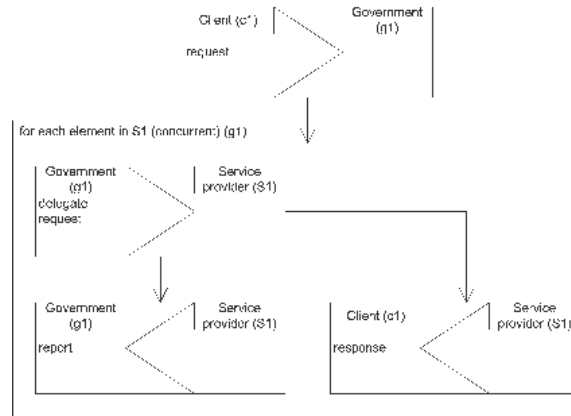 Client (c1)
Government
(g1)
request
for each element in S1 (concurrent) (g1)
Government
(g1)
Service
provider (S1)
delegate
request
Government
(g1)
Service
provider (S1)
report
Client (c1)
Service
provider (S1)
response